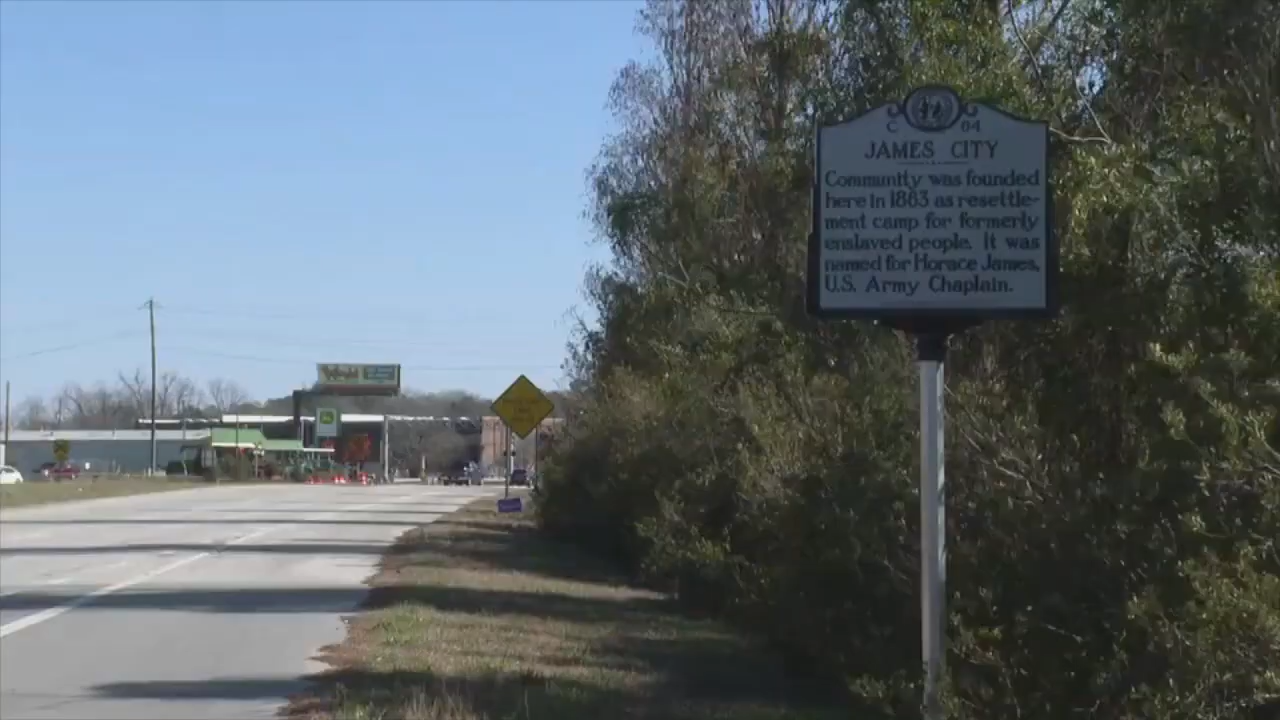 C 64
JAMES CITY
Community was founded
here in 1863 as resettle-
ment camp for formerly
enslaved people. It was
named for Horace James,
U.S. Army Chaplain.